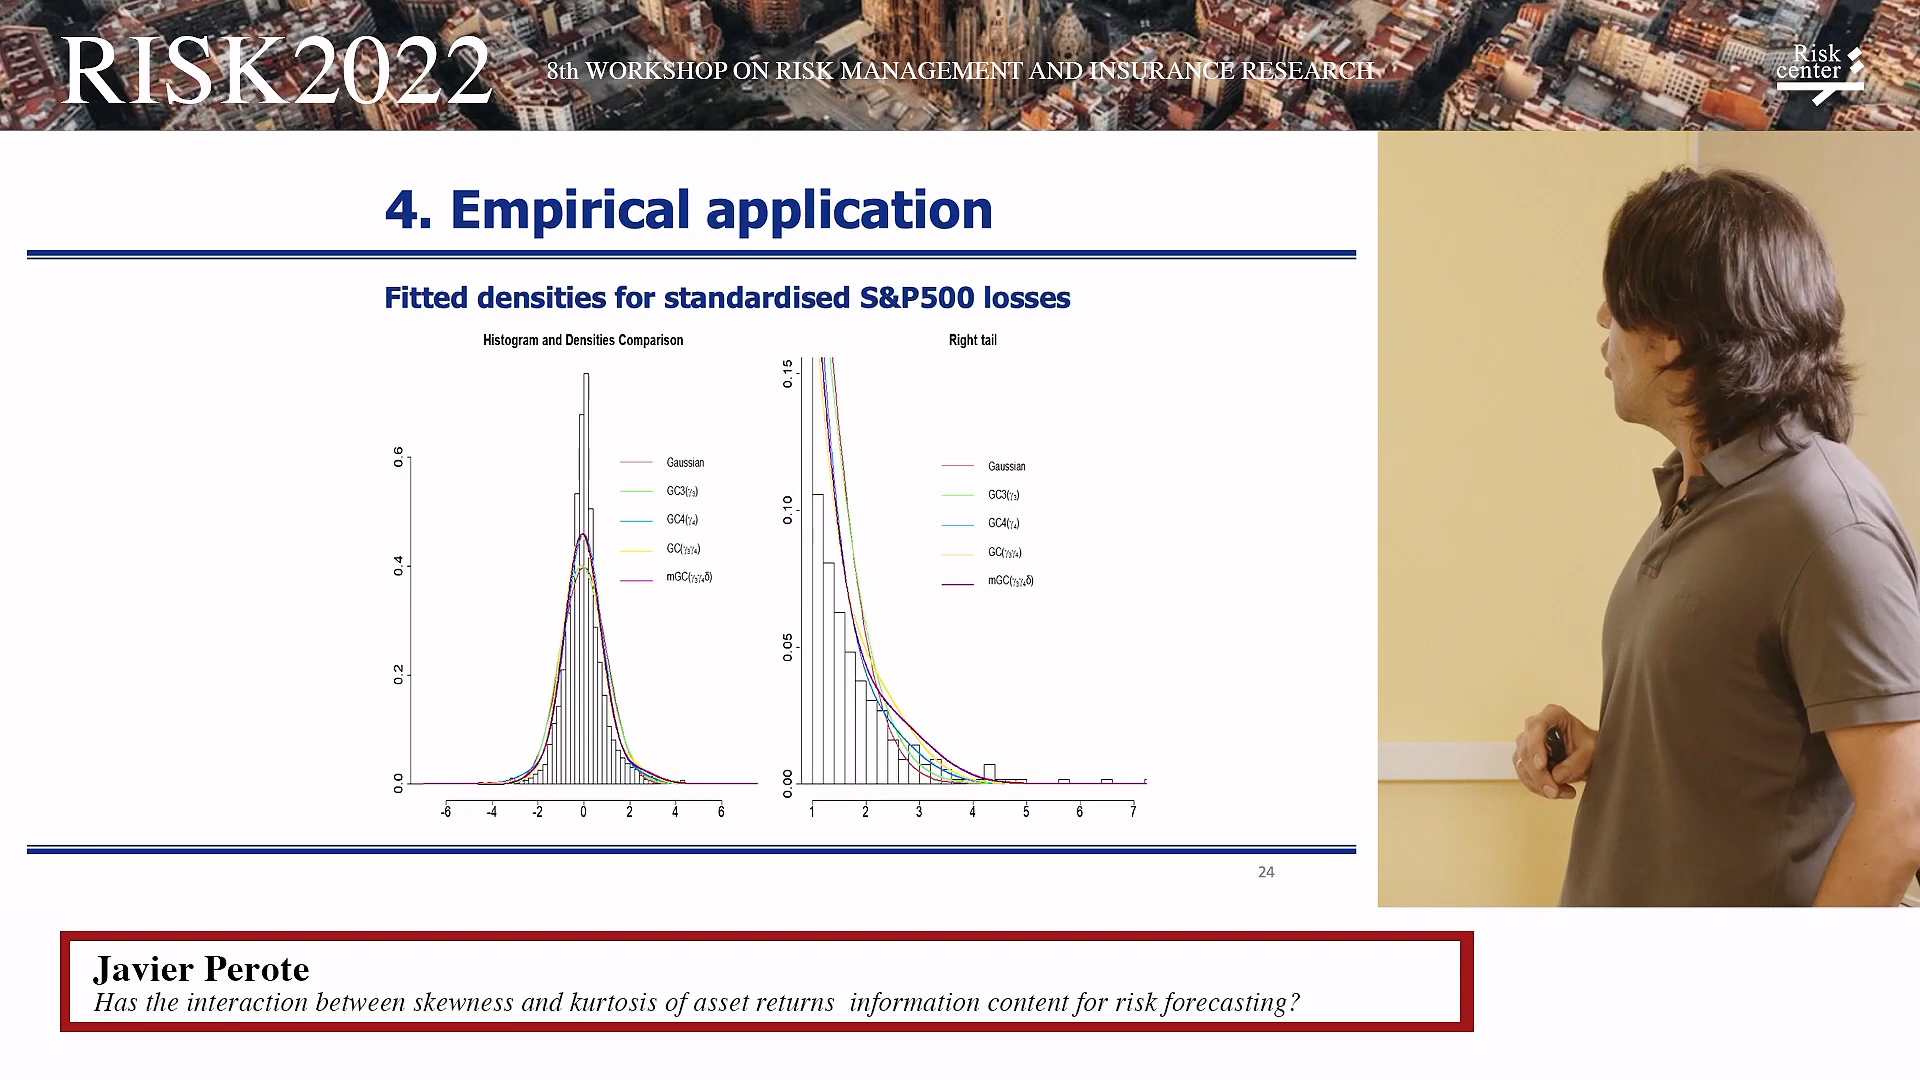 RISK2022
8th WORKSHOP ON RISK MANAGEMENT AND INSURANCE RESEARCH
Risk
center
4. Empirical application
Fitted densities for standardised S&P500 losses
Histogram and Densities Comparison
0.6
0.4
0.2
0.0
-6 -4 -2 0 2 4 6
Gaussian
GC3(γ₃)
GC4(γ₄)
GC(γ₃γ₄)
mGC(γ₃γ₄δ)
Right tail
0.15
0.10
0.05
0.00
1 2 3 4 5 6 7
Gaussian
GC3(γ₃)
GC4(γ₄)
GC(γ₃γ₄)
mGC(γ₃γ₄δ)
24
Javier Perote
Has the interaction between skewness and kurtosis of asset returns information content for risk forecasting?